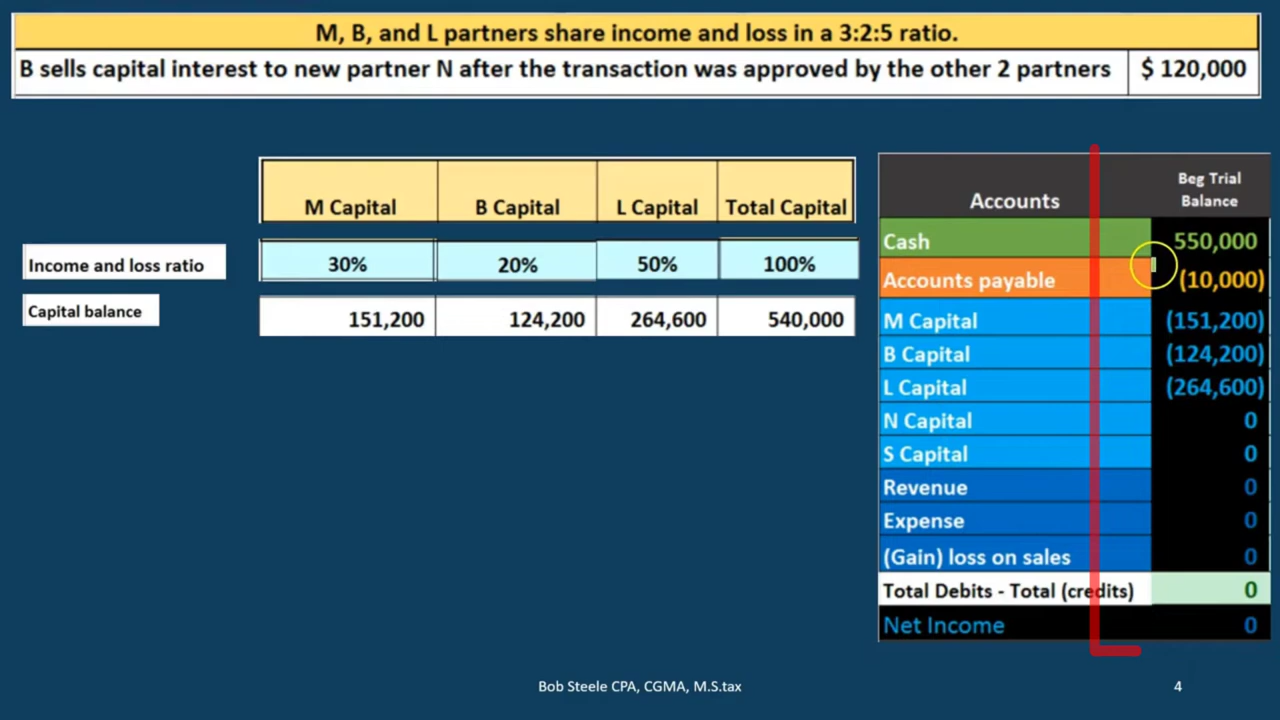 M, B, and L partners share income and loss in a 3:2:5 ratio.
B sells capital interest to new partner N after the transaction was approved by the other 2 partners $ 120,000
M Capital B Capital L Capital Total Capital
Income and loss ratio 30% 20% 50% 100%
Capital balance 151,200 124,200 264,600 540,000
Accounts Beg Trial Balance
Cash 550,000
Accounts payable (10,000)
M Capital (151,200)
B Capital (124,200)
L Capital (264,600)
N Capital 0
S Capital 0
Revenue 0
Expense 0
(Gain) loss on sales 0
Total Debits - Total (credits) 0
Net Income 0
Bob Steele CPA, CGMA, M.S.tax 4